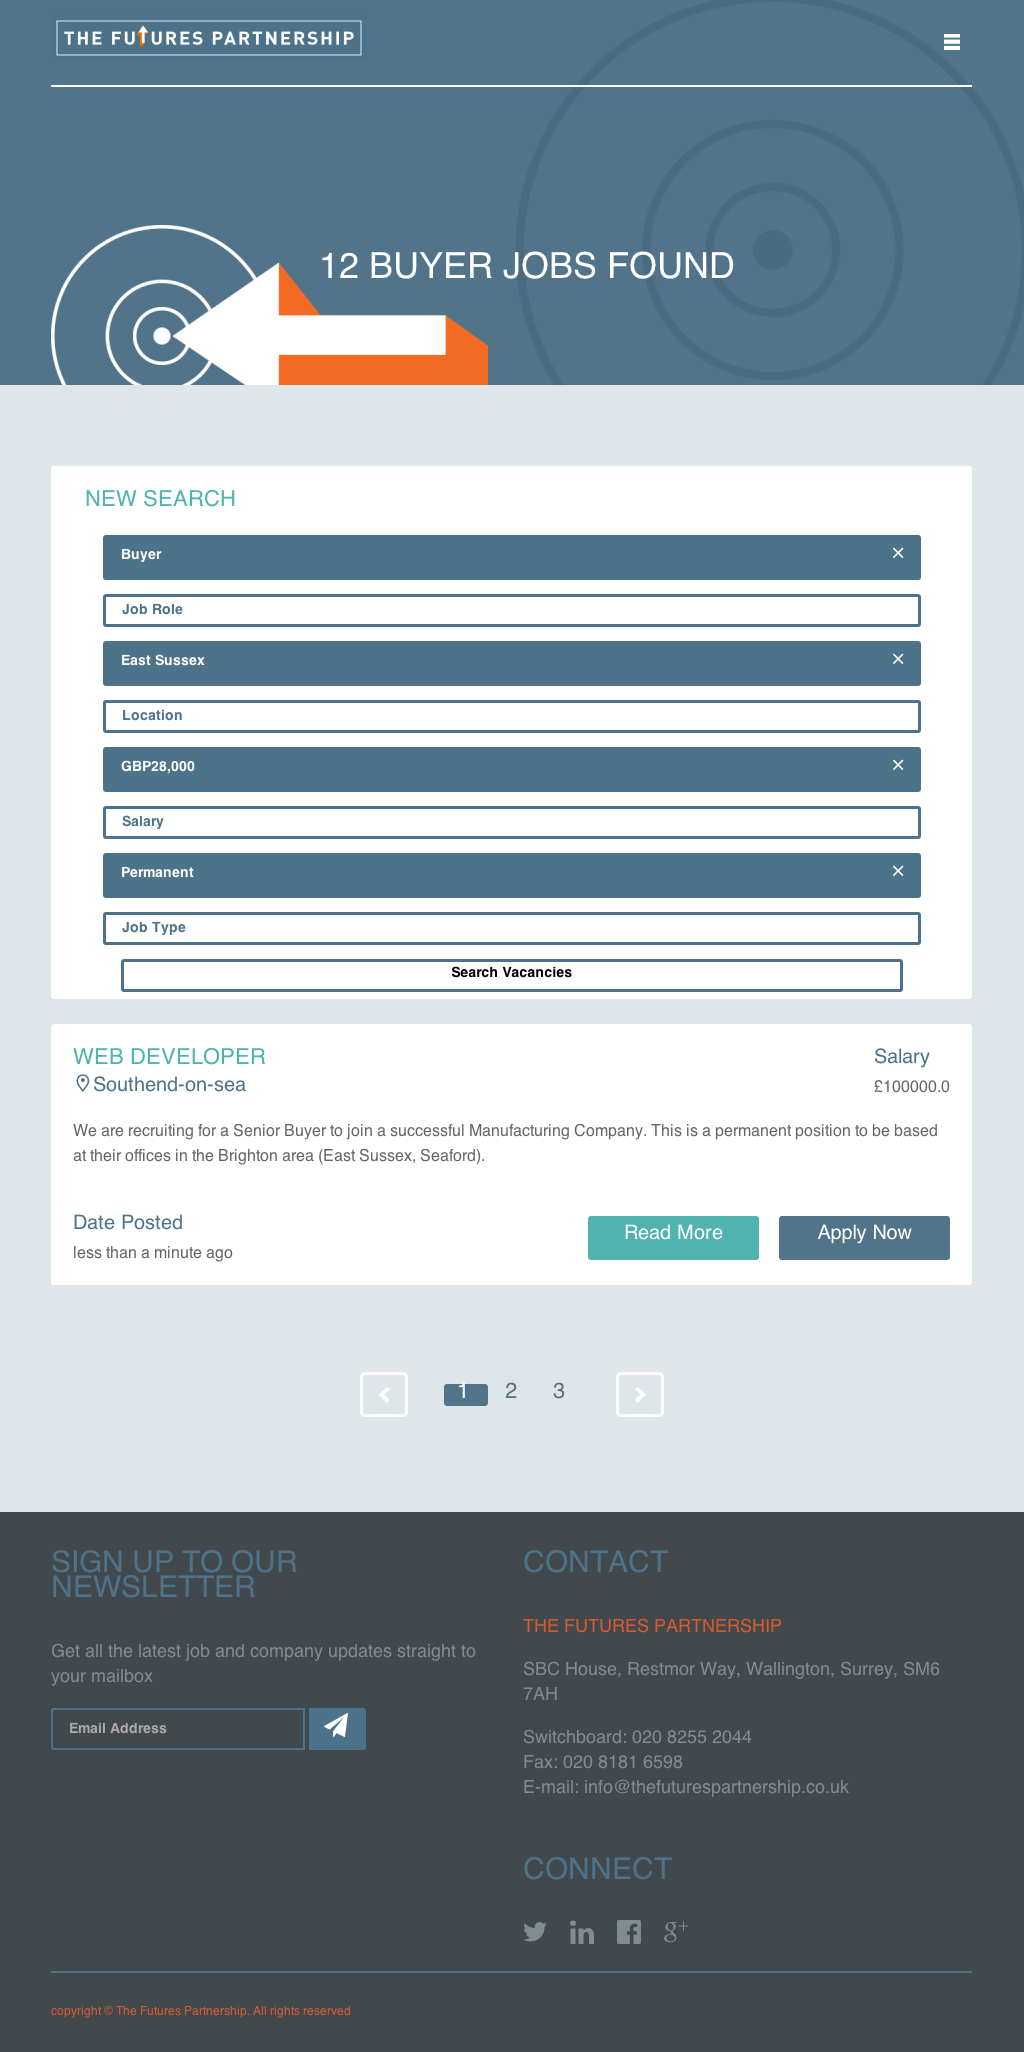 THE FUTURES PARTNERSHIP
12 BUYER JOBS FOUND
NEW SEARCH
Buyer
Job Role
East Sussex
Location
GBP28,000
Salary
Permanent
Job Type
Search Vacancies
WEB DEVELOPER
Salary
Southend-on-sea
£100000.0
We are recruiting for a Senior Buyer to join a successful Manufacturing Company. This is a permanent position to be based
at their offices in the Brighton area (East Sussex, Seaford).
Date Posted
less than a minute ago
Read More
Apply Now
1 2 3
SIGN UP TO OUR
NEWSLETTER
Get all the latest job and company updates straight to
your mailbox
Email Address
CONTACT
THE FUTURES PARTNERSHIP
SBC House, Restmor Way, Wallington, Surrey, SM6
7AH
Switchboard: 020 8255 2044
Fax: 020 8181 6598
E-mail: info@thefuturespartnership.co.uk
CONNECT
copyright © The Futures Partnership. All rights reserved